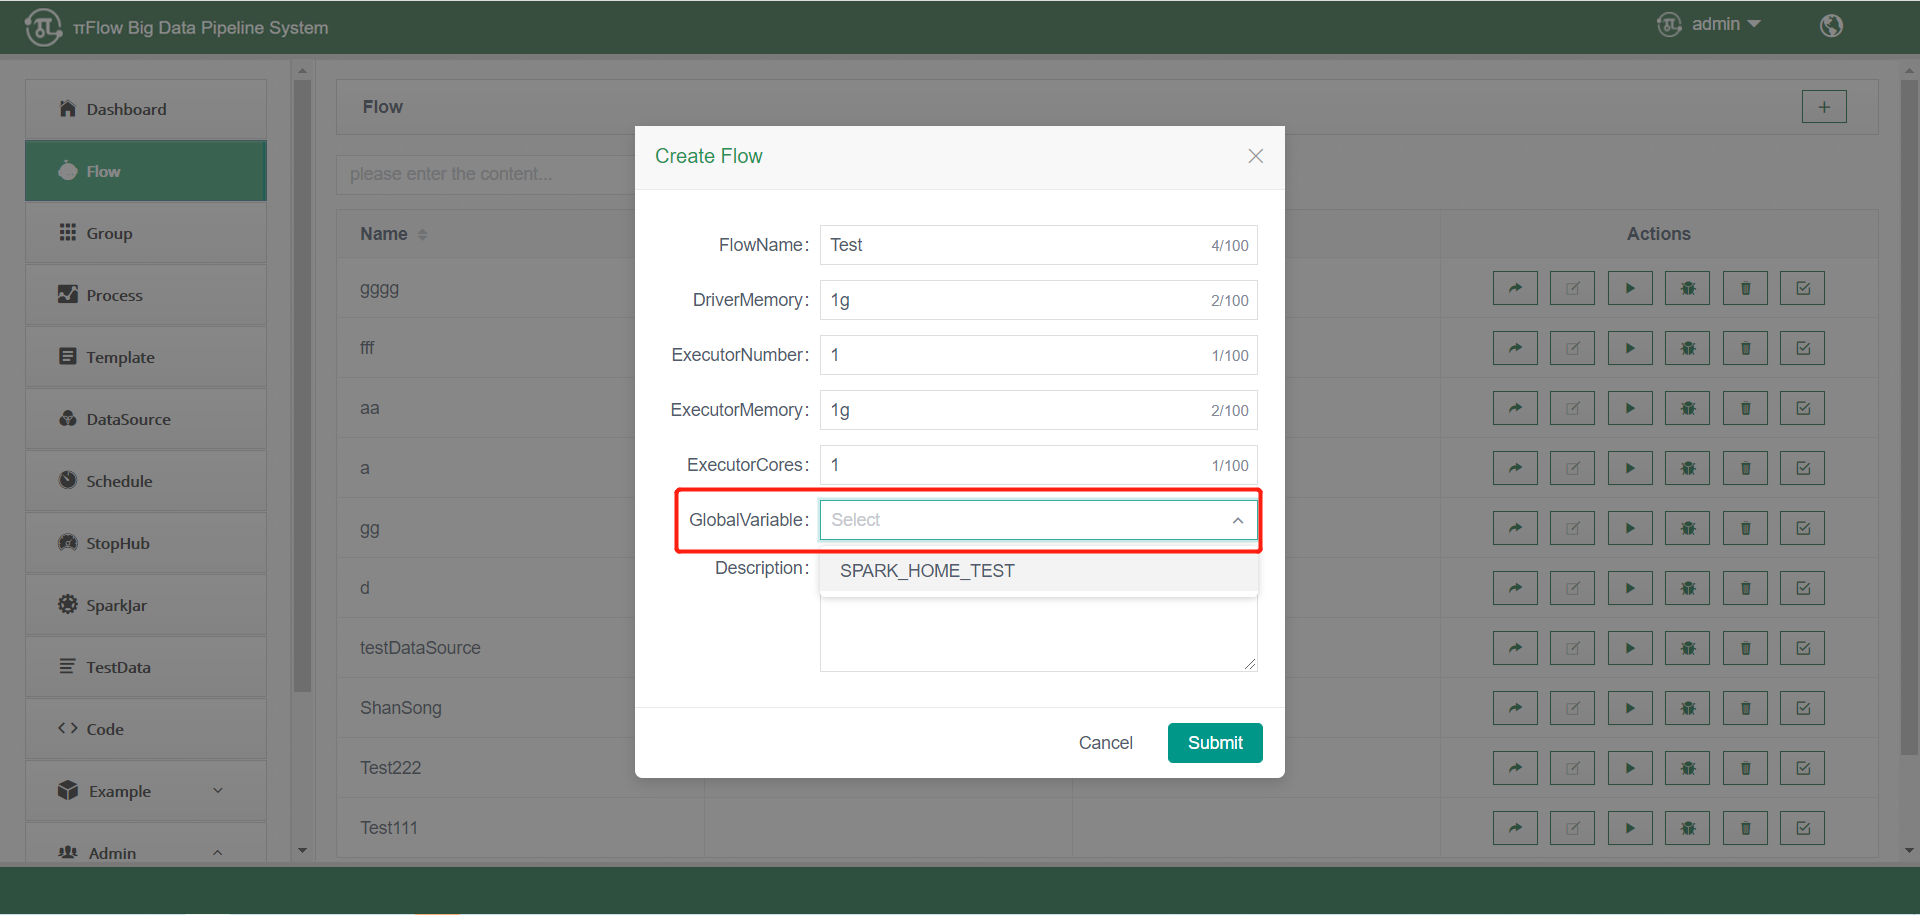 πFlow Big Data Pipeline System
admin
Dashboard
Flow
Group
Process
Template
DataSource
Schedule
StopHub
SparkJar
TestData
Code
Example
Admin
Flow
+
please enter the content...
Name
Actions
gggg
fff
aa
a
gg
d
testDataSource
ShanSong
Test222
Test111
Create Flow
FlowName: Test 4/100
DriverMemory: 1g 2/100
ExecutorNumber: 1 1/100
ExecutorMemory: 1g 2/100
ExecutorCores: 1 1/100
GlobalVariable: Select
SPARK_HOME_TEST
Description:
Cancel Submit